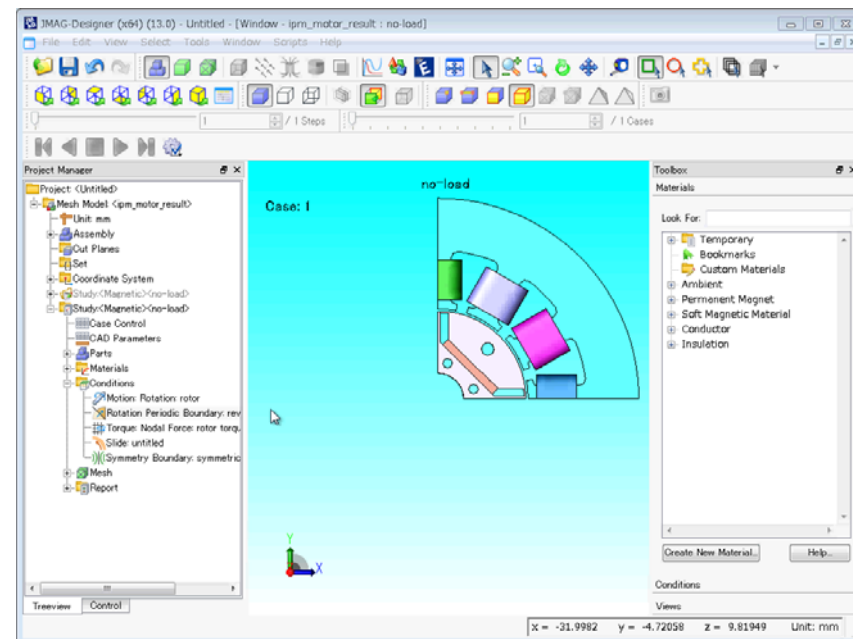 JMAG-Designer (x64) (13.0) - Untitled - [Window - ipm_motor_result : no-load]
File Edit View Select Tools Window Scripts Help
1 / 1 Steps 1 / 1 Cases
Project Manager
Project: <Untitled>
Mesh Model: <ipm_motor_result>
Unit: mm
Assembly
Cut Planes
Set
Coordinate System
Study:<Magnetic><no-load>
Study:<Magnetic><no-load>
Case Control
CAD Parameters
Parts
Materials
Conditions
Motion: Rotation: rotor
Rotation Periodic Boundary: rev
Torque: Nodal Force: rotor torqu
Slide: untitled
Symmetry Boundary: symmetric
Mesh
Report
Treeview Control
no-load
Case: 1
Y
X
Toolbox
Materials
Look For:
Temporary
Bookmarks
Custom Materials
Ambient
Permanent Magnet
Soft Magnetic Material
Conductor
Insulation
Create New Material... Help...
Conditions
Views
x = -31.9982 y = -4.72058 z = 9.81949 Unit: mm